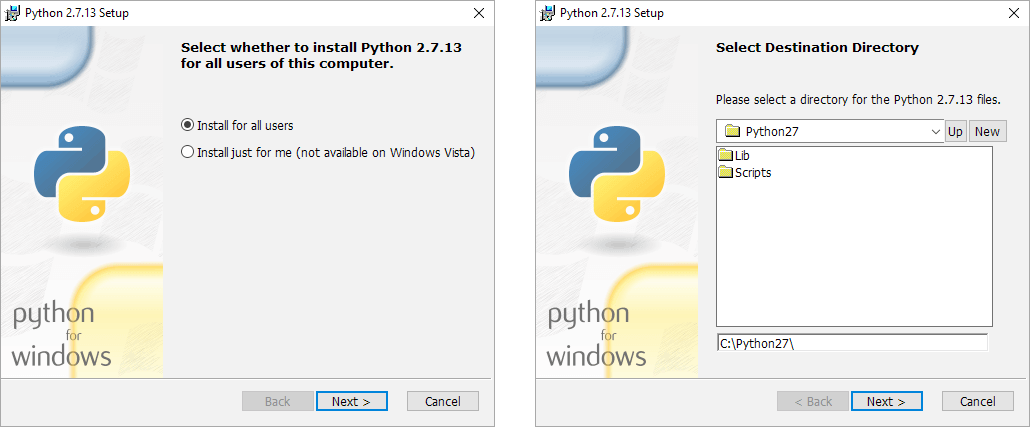 Python 2.7.13 Setup
Select whether to install Python 2.7.13
for all users of this computer.
Install for all users
Install just for me (not available on Windows Vista)
python
for
windows
Back
Next >
Cancel
Python 2.7.13 Setup
Select Destination Directory
Please select a directory for the Python 2.7.13 files.
Python27
Up
New
Lib
Scripts
C:\Python27\
python
for
windows
< Back
Next >
Cancel